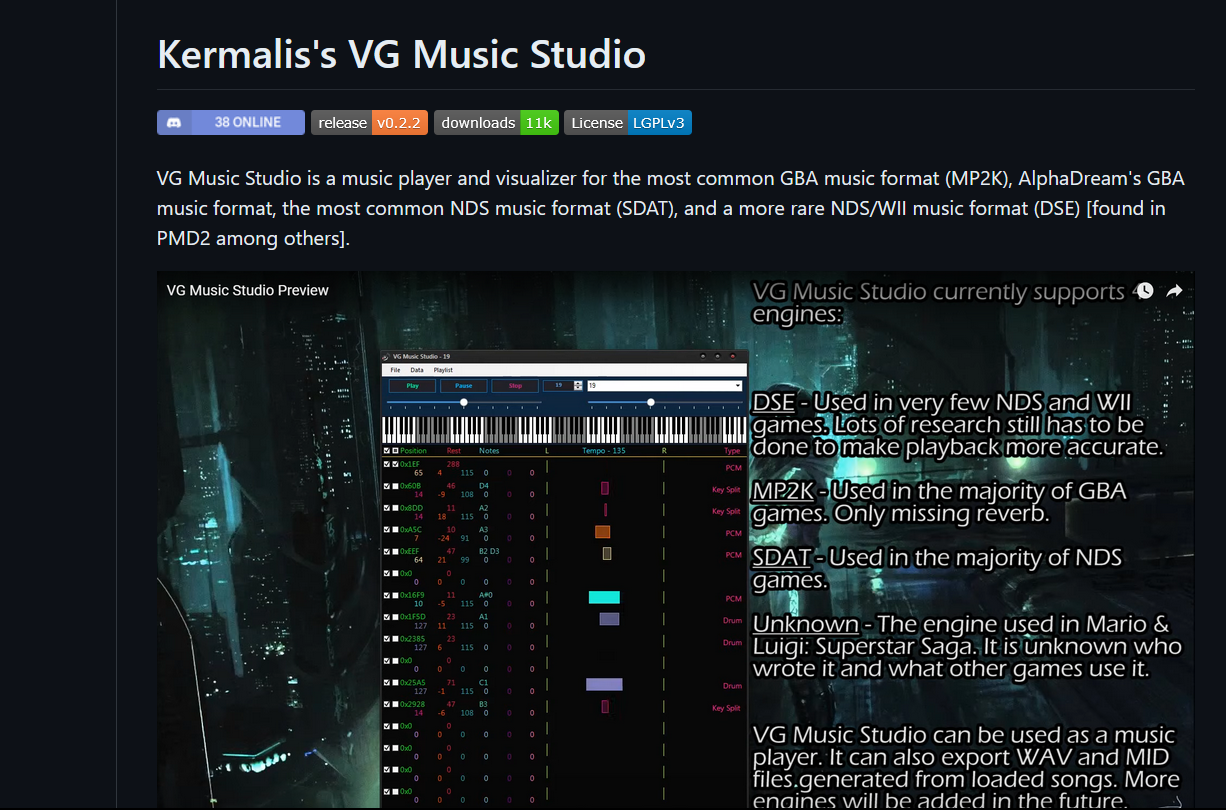 Kermalis's VG Music Studio
38 ONLINE
release v0.2.2
downloads 11k
License LGPLv3
VG Music Studio is a music player and visualizer for the most common GBA music format (MP2K), AlphaDream's GBA
music format, the most common NDS music format (SDAT), and a more rare NDS/WII music format (DSE) [found in
PMD2 among others].
VG Music Studio Preview
VG Music Studio - 19
File Data Playlist
Play Pause Stop 19 19
Position Rest Notes L Tempo - 135 R Type
0x1EF 288
65 4 115 0 0 0 PCM
0x60B 46 D4
14 -9 108 0 0 0 Key Split
0x8DD 11 A2
14 18 115 0 0 0 Key Split
0xA5C 10 A3
7 -24 91 0 0 0 PCM
0xEEF 47 B2 D3
64 21 99 0 0 0 PCM
0x0 0
0 0 0 0 0 0
0x16F9 11 A#0
10 -5 115 0 0 0 PCM
0x1F5D 23 A1
127 11 115 0 0 0 Drum
0x2385 23
127 6 115 0 0 0 Drum
0x0 0
0 0 0 0 0 0
0x25A5 71 C1
127 -1 115 0 0 0 Drum
0x2928 47 B3
14 -6 108 0 0 0 Key Split
0x0 0
0 0 0 0 0 0
0x0 0
0 0 0 0 0 0
0x0 0
0 0 0 0 0 0
0x0 0
0 0 0 0 0 0
VG Music Studio currently supports 4
engines:
DSE - Used in very few NDS and WII
games. Lots of research still has to be
done to make playback more accurate.
MP2K - Used in the majority of GBA
games. Only missing reverb.
SDAT - Used in the majority of NDS
games.
Unknown - The engine used in Mario &
Luigi: Superstar Saga. It is unknown who
wrote it and what other games use it.
VG Music Studio can be used as a music
player. It can also export WAV and MID
files generated from loaded songs. More
engines will be added in the future.